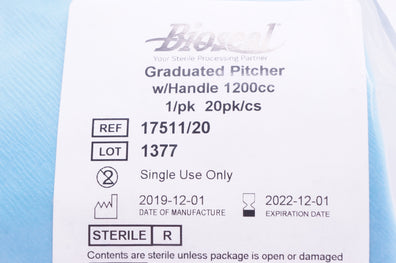 Bioseal
Your Sterile Processing Partner
Graduated Pitcher
w/Handle 1200cc
1/pk 20pk/cs
REF 17511/20
LOT 1377
2 Single Use Only
2019-12-01 2022-12-01
DATE OF MANUFACTURE EXPIRATION DATE
STERILE R
Contents are sterile unless package is open or damaged